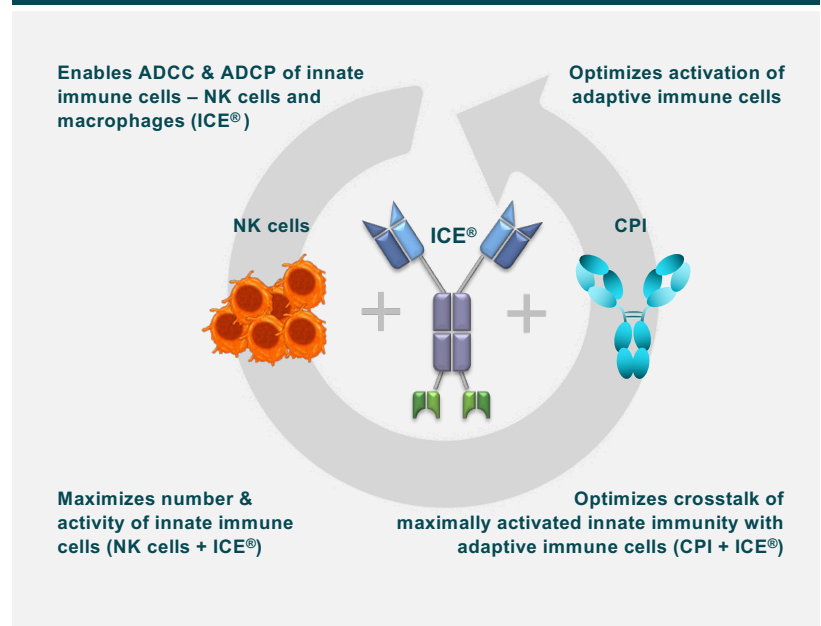 Enables ADCC & ADCP of innate
immune cells – NK cells and
macrophages (ICE® )
Optimizes activation of
adaptive immune cells
NK cells
ICE®
CPI
+
+
Maximizes number &
activity of innate immune
cells (NK cells + ICE®)
Optimizes crosstalk of
maximally activated innate immunity with
adaptive immune cells (CPI + ICE®)